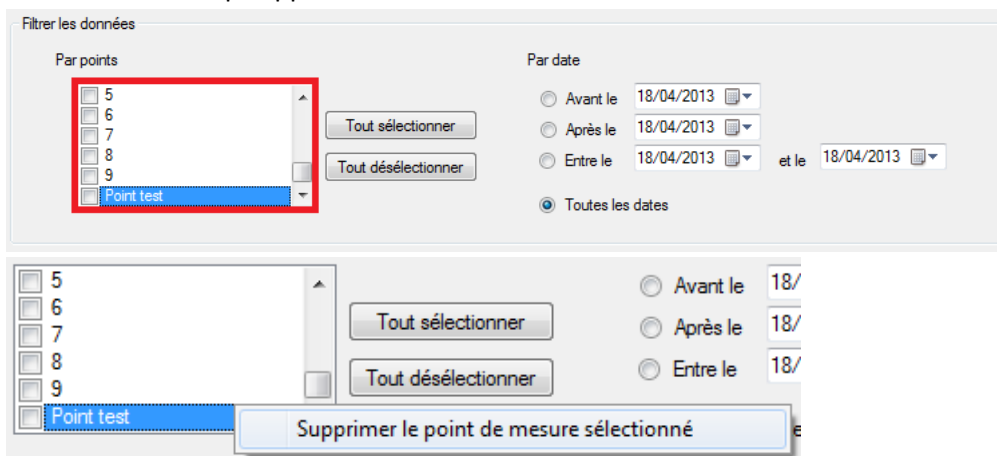 Filtrer les données
Par points
Par date
5
6
7
8
9
Point test
Tout sélectionner
Tout désélectionner
Avant le 18/04/2013
Après le 18/04/2013
Entre le 18/04/2013 et le 18/04/2013
Toutes les dates
5
6
7
8
9
Point test
Tout sélectionner
Tout désélectionner
Avant le 18/
Après le 18/
Entre le 18/
Supprimer le point de mesure sélectionné